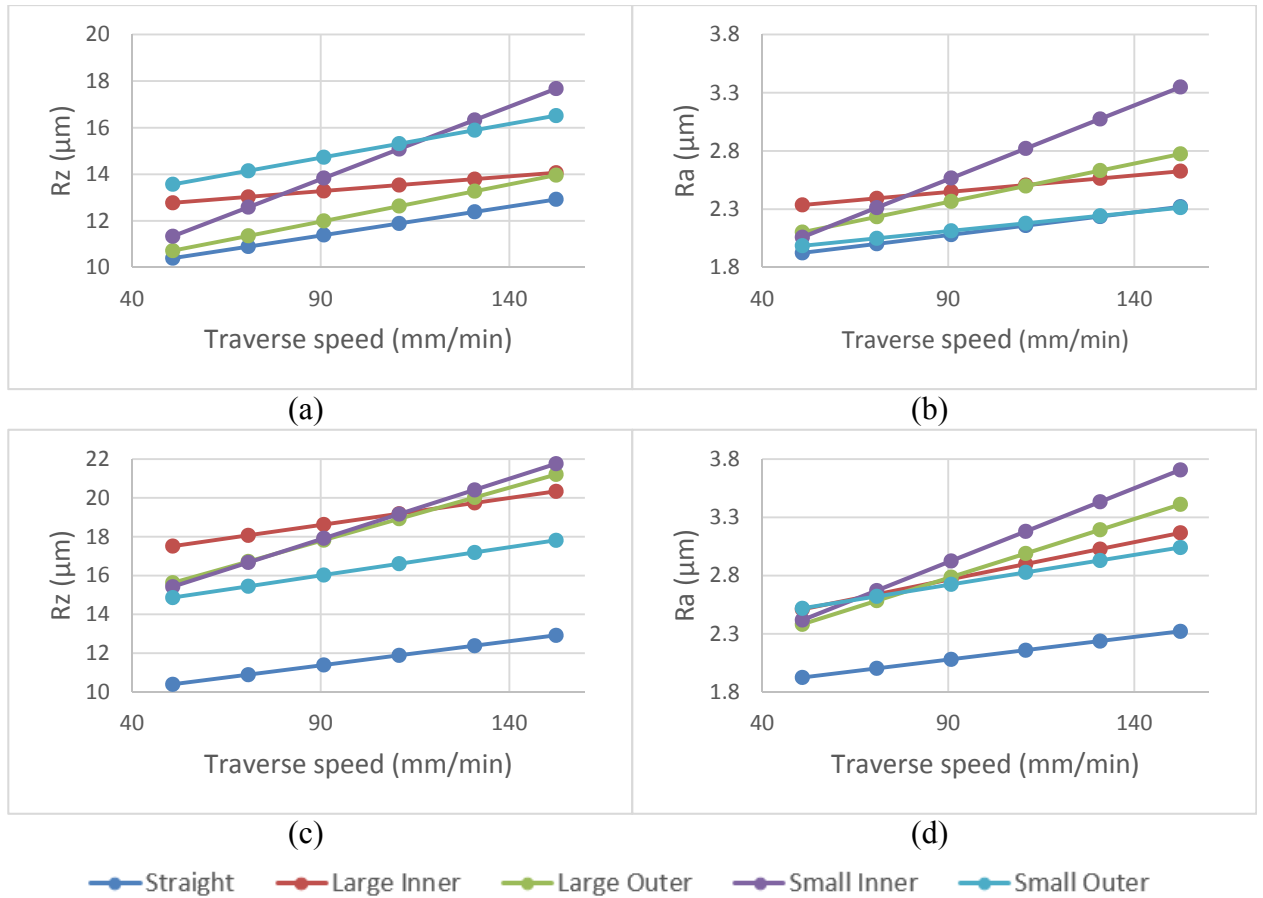 20
18
16
14
12
10
Rz (µm)
40
90
140
Traverse speed (mm/min)
(a)
3.8
3.3
2.8
2.3
1.8
Ra (µm)
40
90
140
Traverse speed (mm/min)
(b)
22
20
18
16
14
12
10
Rz (µm)
40
90
140
Traverse speed (mm/min)
(c)
3.8
3.3
2.8
2.3
1.8
Ra (µm)
40
90
140
Traverse speed (mm/min)
(d)
Straight Large Inner Large Outer Small Inner Small Outer